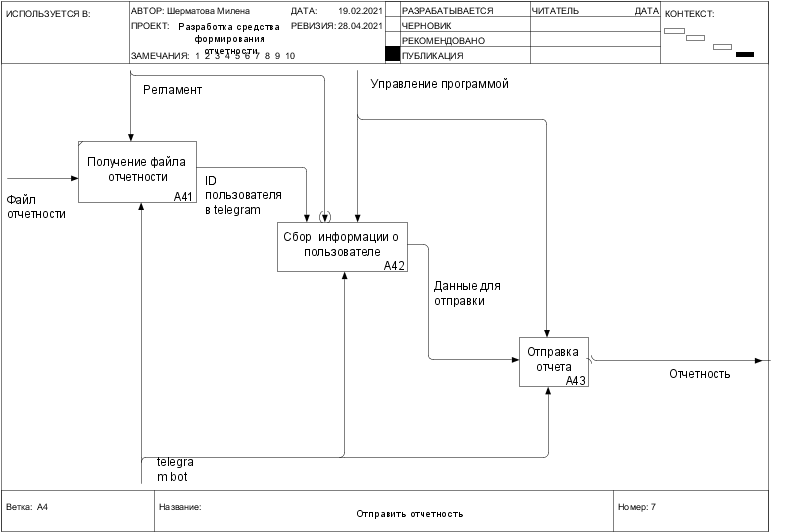 ИСПОЛЬЗУЕТСЯ В:
АВТОР: Шерматова Милена
ДАТА: 19.02.2021
ПРОЕКТ: Разработка средства
формирования
отчетности
РЕВИЗИЯ: 28.04.2021
ЗАМЕЧАНИЯ: 1 2 3 4 5 6 7 8 9 10
РАЗРАБАТЫВАЕТСЯ
ЧЕРНОВИК
РЕКОМЕНДОВАНО
ПУБЛИКАЦИЯ
ЧИТАТЕЛЬ
ДАТА
КОНТЕКСТ:
Регламент
Управление программой
Получение файла
отчетности
A41
Файл
отчетности
ID
пользователя
в telegram
Сбор информации о
пользователе
A42
Данные для
отправки
Отправка
отчета
A43
Отчетность
telegra
m bot
Ветка: A4
Название:
Отправить отчетность
Номер: 7